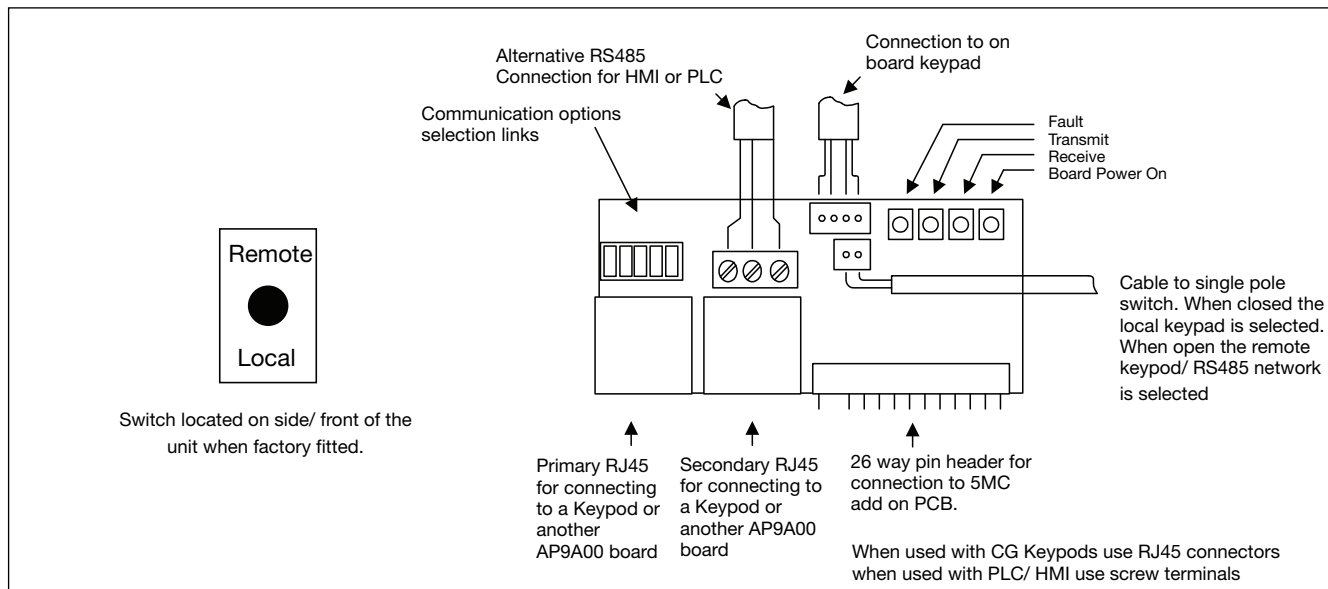 Alternative RS485
Connection for HMI or PLC
Connection to on
board keypad
Communication options
selection links
Fault
Transmit
Receive
Board Power On
Remote
Local
Switch located on side/ front of the
unit when factory fitted.
Cable to single pole
switch. When closed the
local keypad is selected.
When open the remote
keypod/ RS485 network
is selected
Primary RJ45
for connecting
to a Keypod or
another
AP9A00 board
Secondary RJ45
for connecting to
a Keypod or
another AP9A00
board
26 way pin header for
connection to 5MC
add on PCB.
When used with CG Keypods use RJ45 connectors
when used with PLC/ HMI use screw terminals